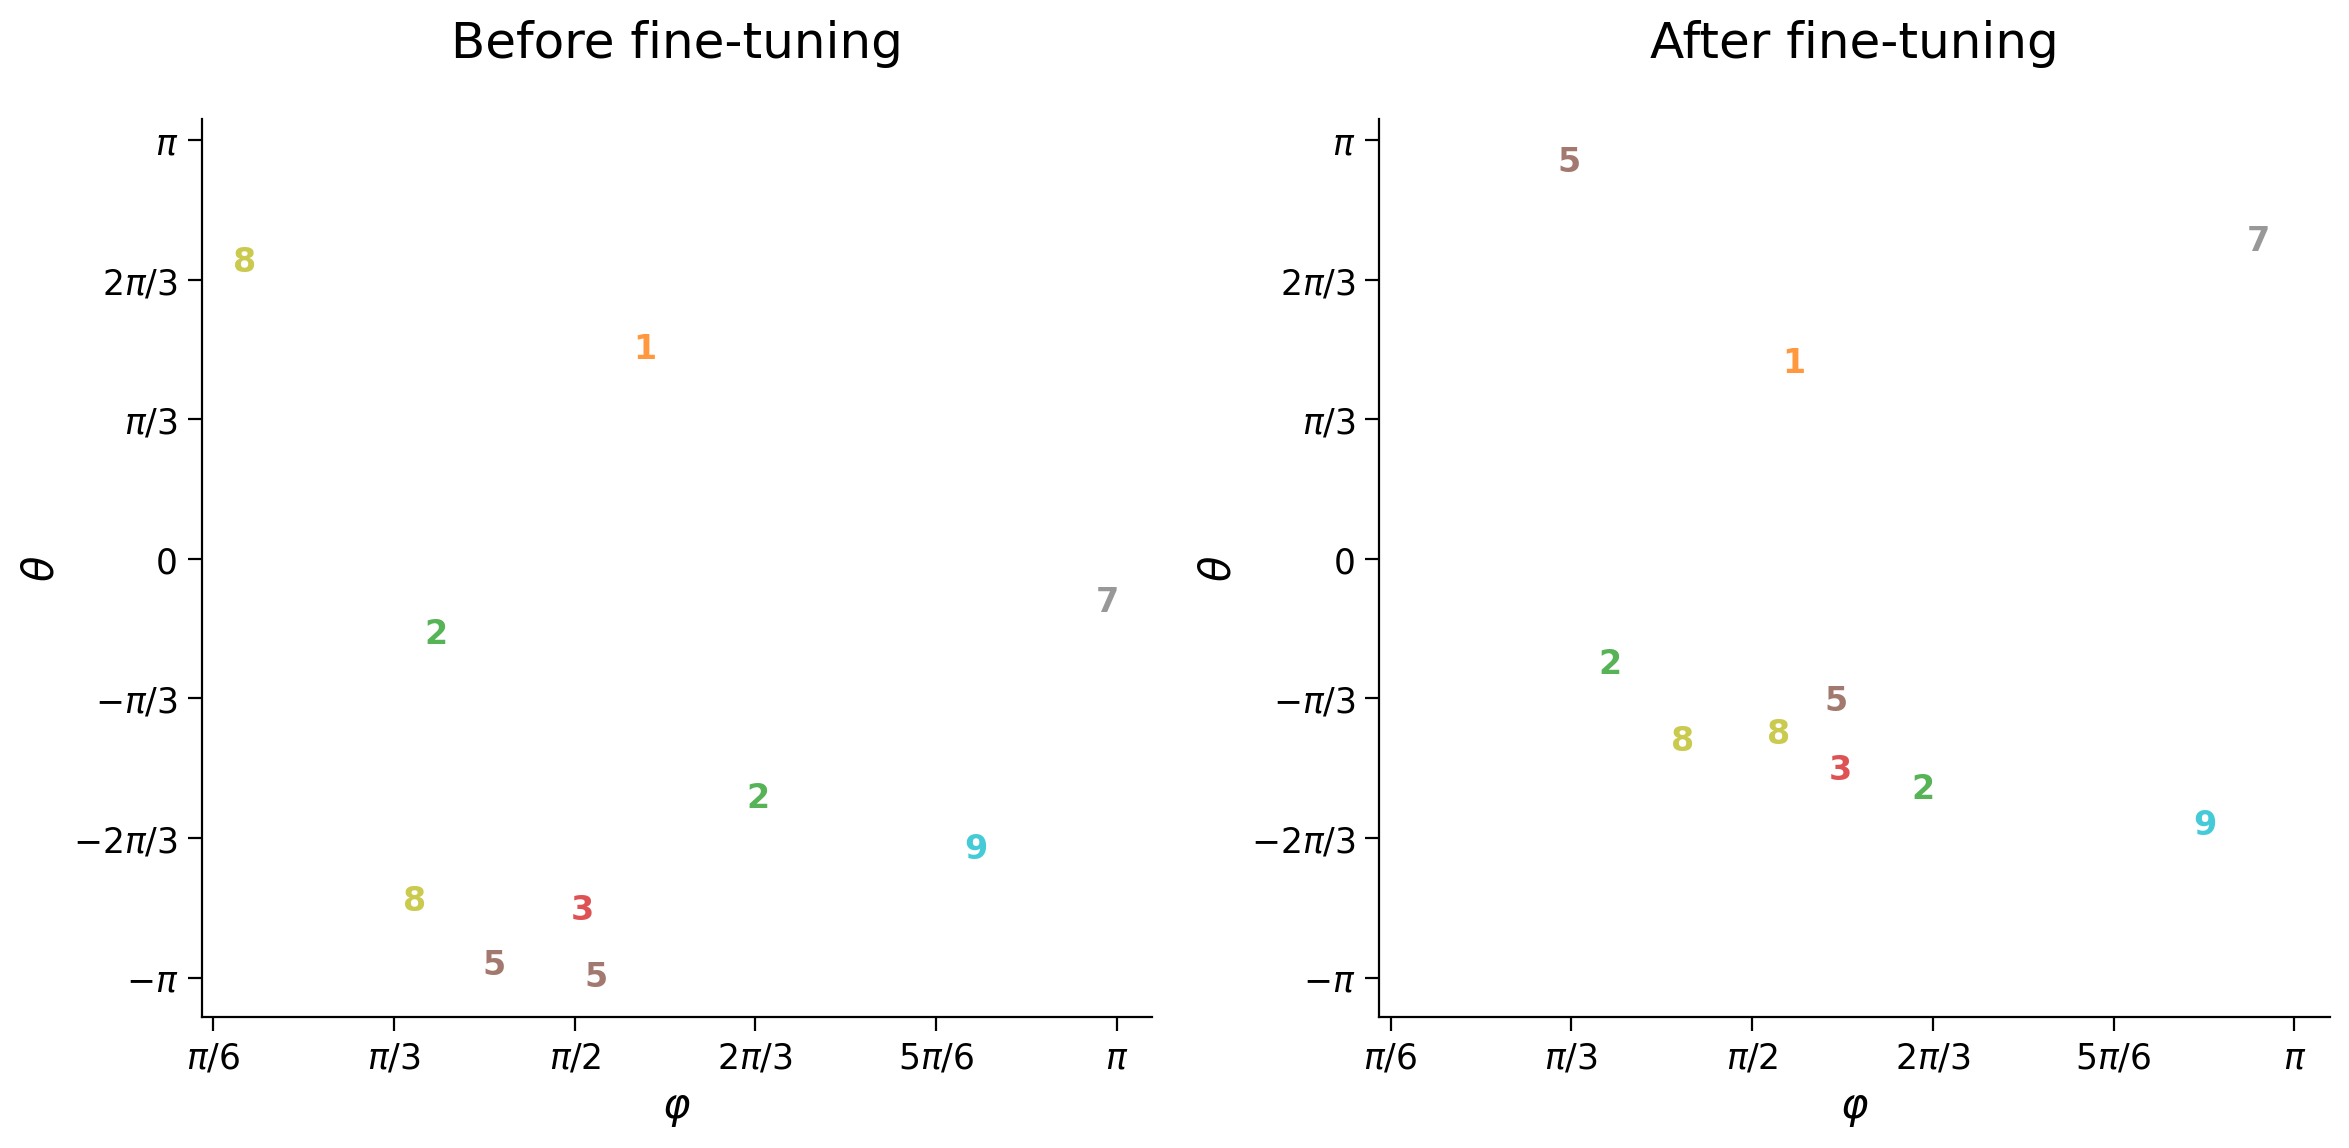 Before fine-tuning
π
2π/3
π/3
0
−π/3
−2π/3
−π
θ
8
1
7
2
2
9
8
3
5
5
π/6 π/3 π/2 2π/3 5π/6 π
φ
After fine-tuning
π
2π/3
π/3
0
−π/3
−2π/3
−π
θ
5
7
1
2
5
8
8
3
2
9
π/6 π/3 π/2 2π/3 5π/6 π
φ